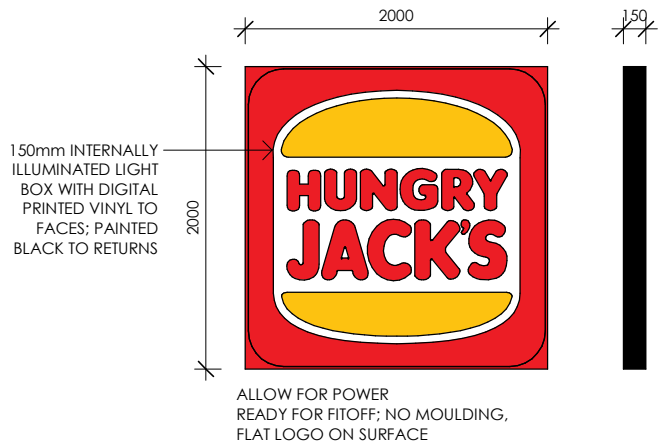 2000
150
150mm INTERNALLY
ILLUMINATED LIGHT
BOX WITH DIGITAL
PRINTED VINYL TO
FACES; PAINTED
BLACK TO RETURNS
2000
HUNGRY
JACK'S
ALLOW FOR POWER
READY FOR FITOFF; NO MOULDING,
FLAT LOGO ON SURFACE